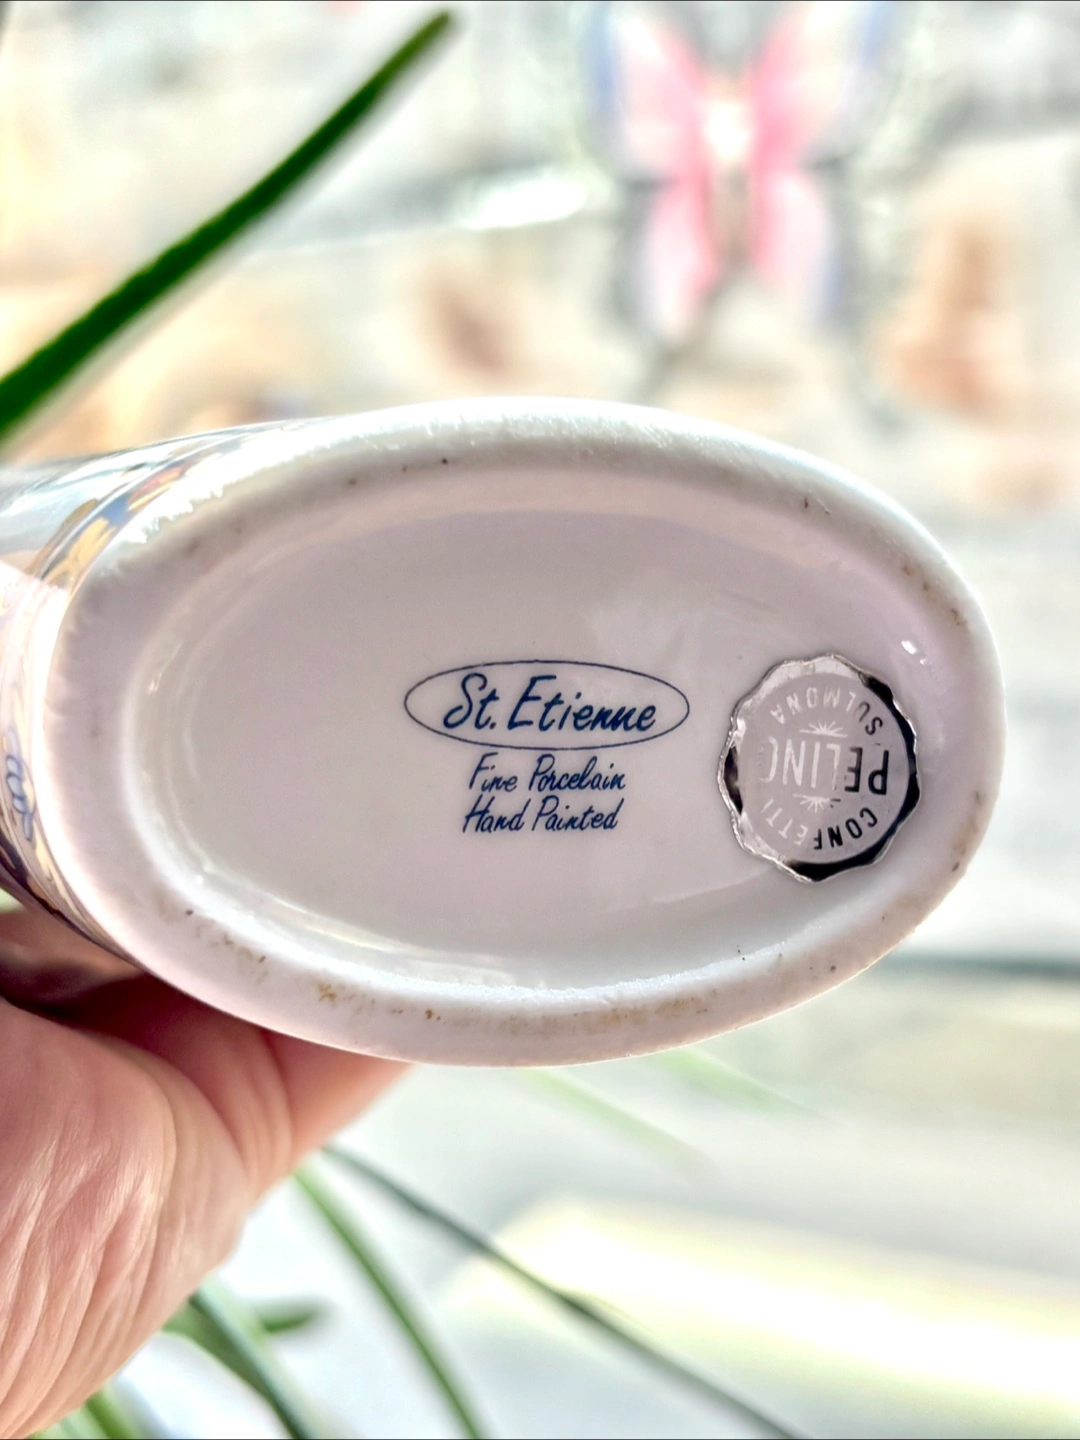 St. Etienne
Fine Porcelain
Hand Painted
CONFETTI
PELINO
SULMONA